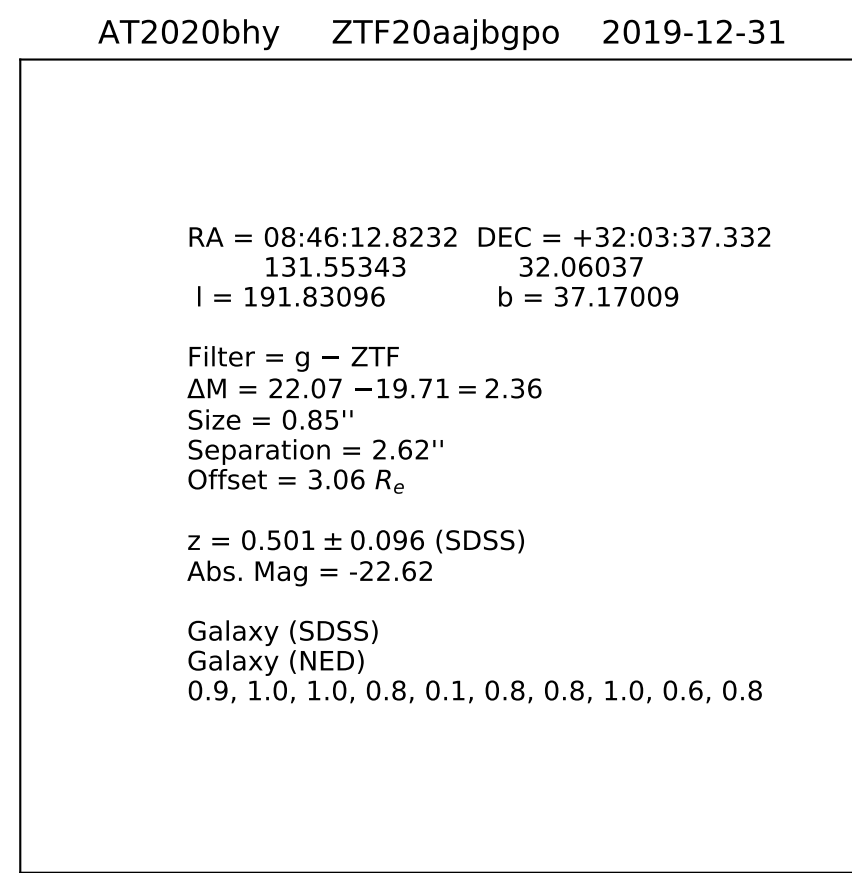 AT2020bhy ZTF20aajbgpo 2019-12-31
RA = 08:46:12.8232 DEC = +32:03:37.332
131.55343 32.06037
l = 191.83096 b = 37.17009
Filter = g − ZTF
ΔM = 22.07 −19.71 = 2.36
Size = 0.85''
Separation = 2.62''
Offset = 3.06 Rₑ
z = 0.501 ± 0.096 (SDSS)
Abs. Mag = -22.62
Galaxy (SDSS)
Galaxy (NED)
0.9, 1.0, 1.0, 0.8, 0.1, 0.8, 0.8, 1.0, 0.6, 0.8